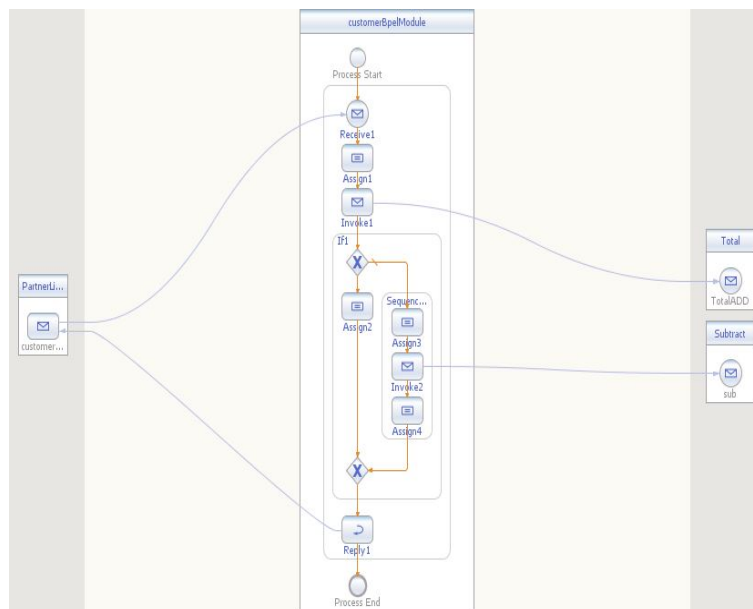 customerBpelModule
Process Start
Receive1
Assign1
Invoke1
If1
Assign2
Sequenc...
Assign3
Invoke2
Assign4
Reply1
Process End
PartnerLi...
customer...
Total
TotalADD
Subtract
sub